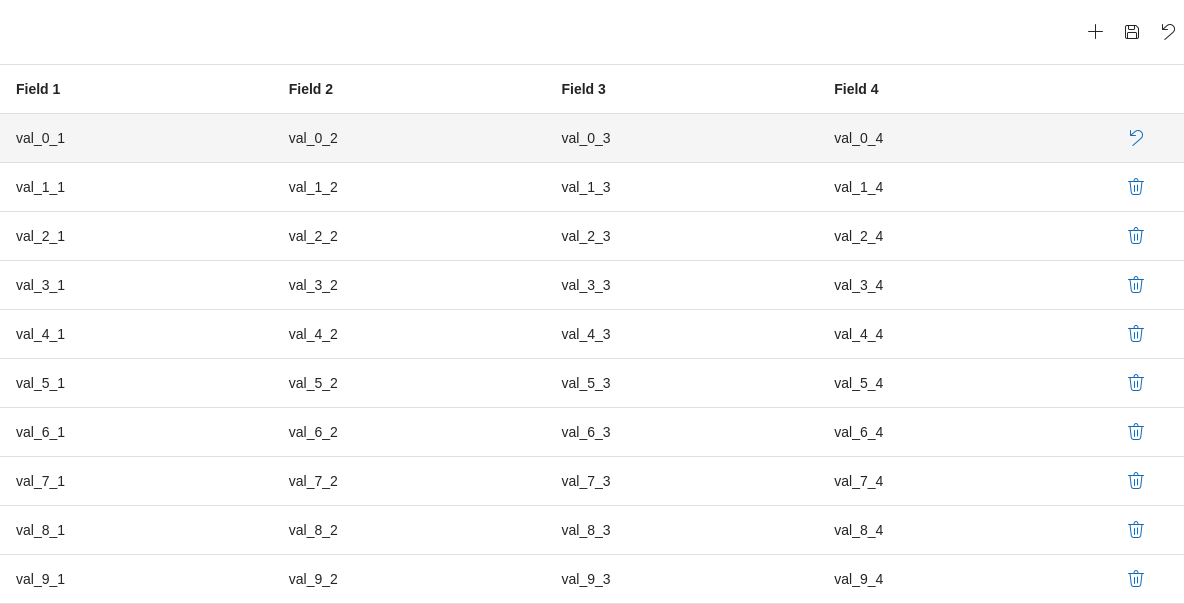 Field 1 Field 2 Field 3 Field 4
val_0_1 val_0_2 val_0_3 val_0_4
val_1_1 val_1_2 val_1_3 val_1_4
val_2_1 val_2_2 val_2_3 val_2_4
val_3_1 val_3_2 val_3_3 val_3_4
val_4_1 val_4_2 val_4_3 val_4_4
val_5_1 val_5_2 val_5_3 val_5_4
val_6_1 val_6_2 val_6_3 val_6_4
val_7_1 val_7_2 val_7_3 val_7_4
val_8_1 val_8_2 val_8_3 val_8_4
val_9_1 val_9_2 val_9_3 val_9_4